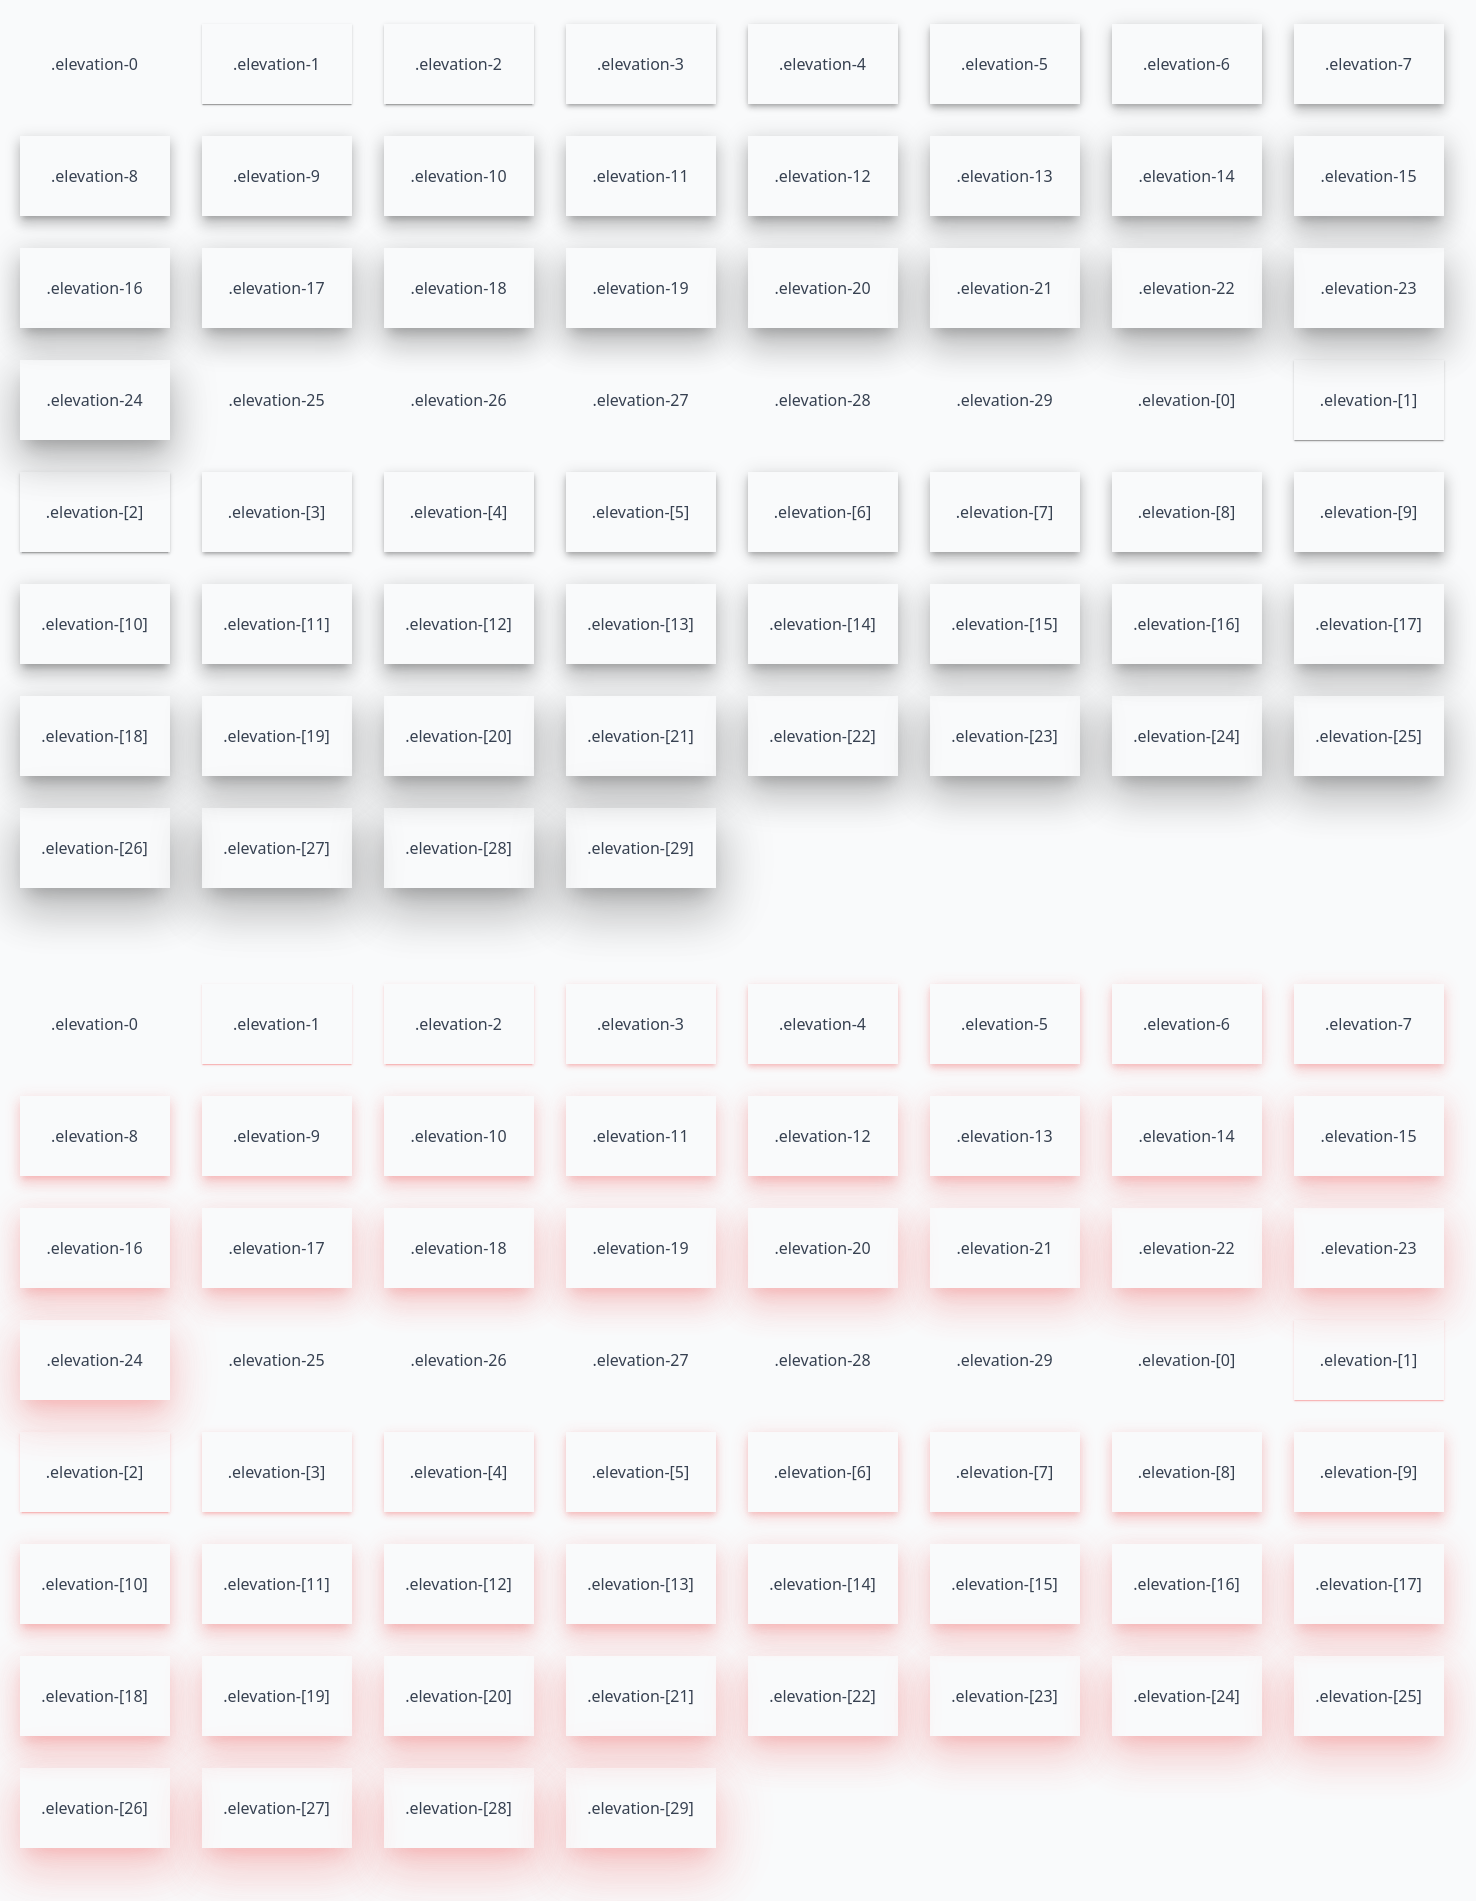 .elevation-0 .elevation-1 .elevation-2 .elevation-3 .elevation-4 .elevation-5 .elevation-6 .elevation-7
.elevation-8 .elevation-9 .elevation-10 .elevation-11 .elevation-12 .elevation-13 .elevation-14 .elevation-15
.elevation-16 .elevation-17 .elevation-18 .elevation-19 .elevation-20 .elevation-21 .elevation-22 .elevation-23
.elevation-24 .elevation-25 .elevation-26 .elevation-27 .elevation-28 .elevation-29 .elevation-[0] .elevation-[1]
.elevation-[2] .elevation-[3] .elevation-[4] .elevation-[5] .elevation-[6] .elevation-[7] .elevation-[8] .elevation-[9]
.elevation-[10] .elevation-[11] .elevation-[12] .elevation-[13] .elevation-[14] .elevation-[15] .elevation-[16] .elevation-[17]
.elevation-[18] .elevation-[19] .elevation-[20] .elevation-[21] .elevation-[22] .elevation-[23] .elevation-[24] .elevation-[25]
.elevation-[26] .elevation-[27] .elevation-[28] .elevation-[29]
.elevation-0 .elevation-1 .elevation-2 .elevation-3 .elevation-4 .elevation-5 .elevation-6 .elevation-7
.elevation-8 .elevation-9 .elevation-10 .elevation-11 .elevation-12 .elevation-13 .elevation-14 .elevation-15
.elevation-16 .elevation-17 .elevation-18 .elevation-19 .elevation-20 .elevation-21 .elevation-22 .elevation-23
.elevation-24 .elevation-25 .elevation-26 .elevation-27 .elevation-28 .elevation-29 .elevation-[0] .elevation-[1]
.elevation-[2] .elevation-[3] .elevation-[4] .elevation-[5] .elevation-[6] .elevation-[7] .elevation-[8] .elevation-[9]
.elevation-[10] .elevation-[11] .elevation-[12] .elevation-[13] .elevation-[14] .elevation-[15] .elevation-[16] .elevation-[17]
.elevation-[18] .elevation-[19] .elevation-[20] .elevation-[21] .elevation-[22] .elevation-[23] .elevation-[24] .elevation-[25]
.elevation-[26] .elevation-[27] .elevation-[28] .elevation-[29]